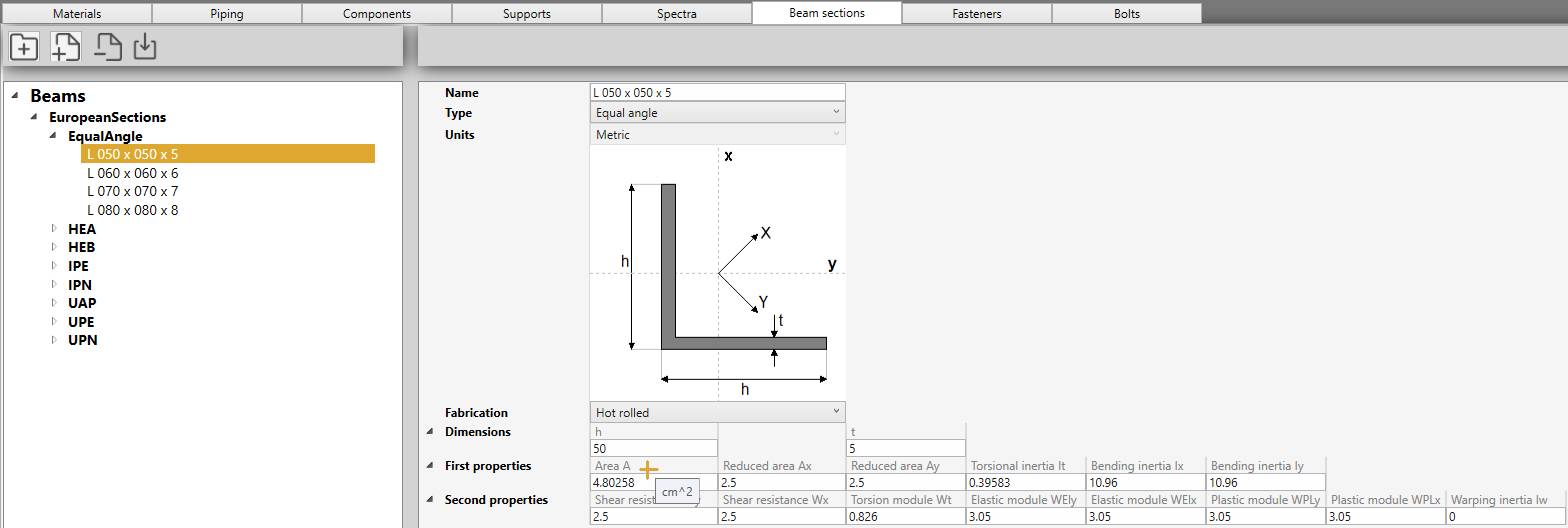 Materials Piping Components Supports Spectra Beam sections Fasteners Bolts
Beams
EuropeanSections
EqualAngle
L 050 x 050 x 5
L 060 x 060 x 6
L 070 x 070 x 7
L 080 x 080 x 8
HEA
HEB
IPE
IPN
UAP
UPE
UPN
Name L 050 x 050 x 5
Type Equal angle
Units Metric
x
X
h y
Y
t
h
Fabrication Hot rolled
Dimensions h t
50 5
First properties Area A Reduced area Ax Reduced area Ay Torsional inertia It Bending inertia Ix Bending inertia Iy
4.80258 2.5 2.5 0.39583 10.96 10.96
cm^2
Second properties Shear Shear resistance Wx Torsion module Wt Elastic module WEly Elastic module WElx Plastic module WPLy Plastic module WPLx Warping inertia Iw
2.5 2.5 0.826 3.05 3.05 3.05 3.05 0